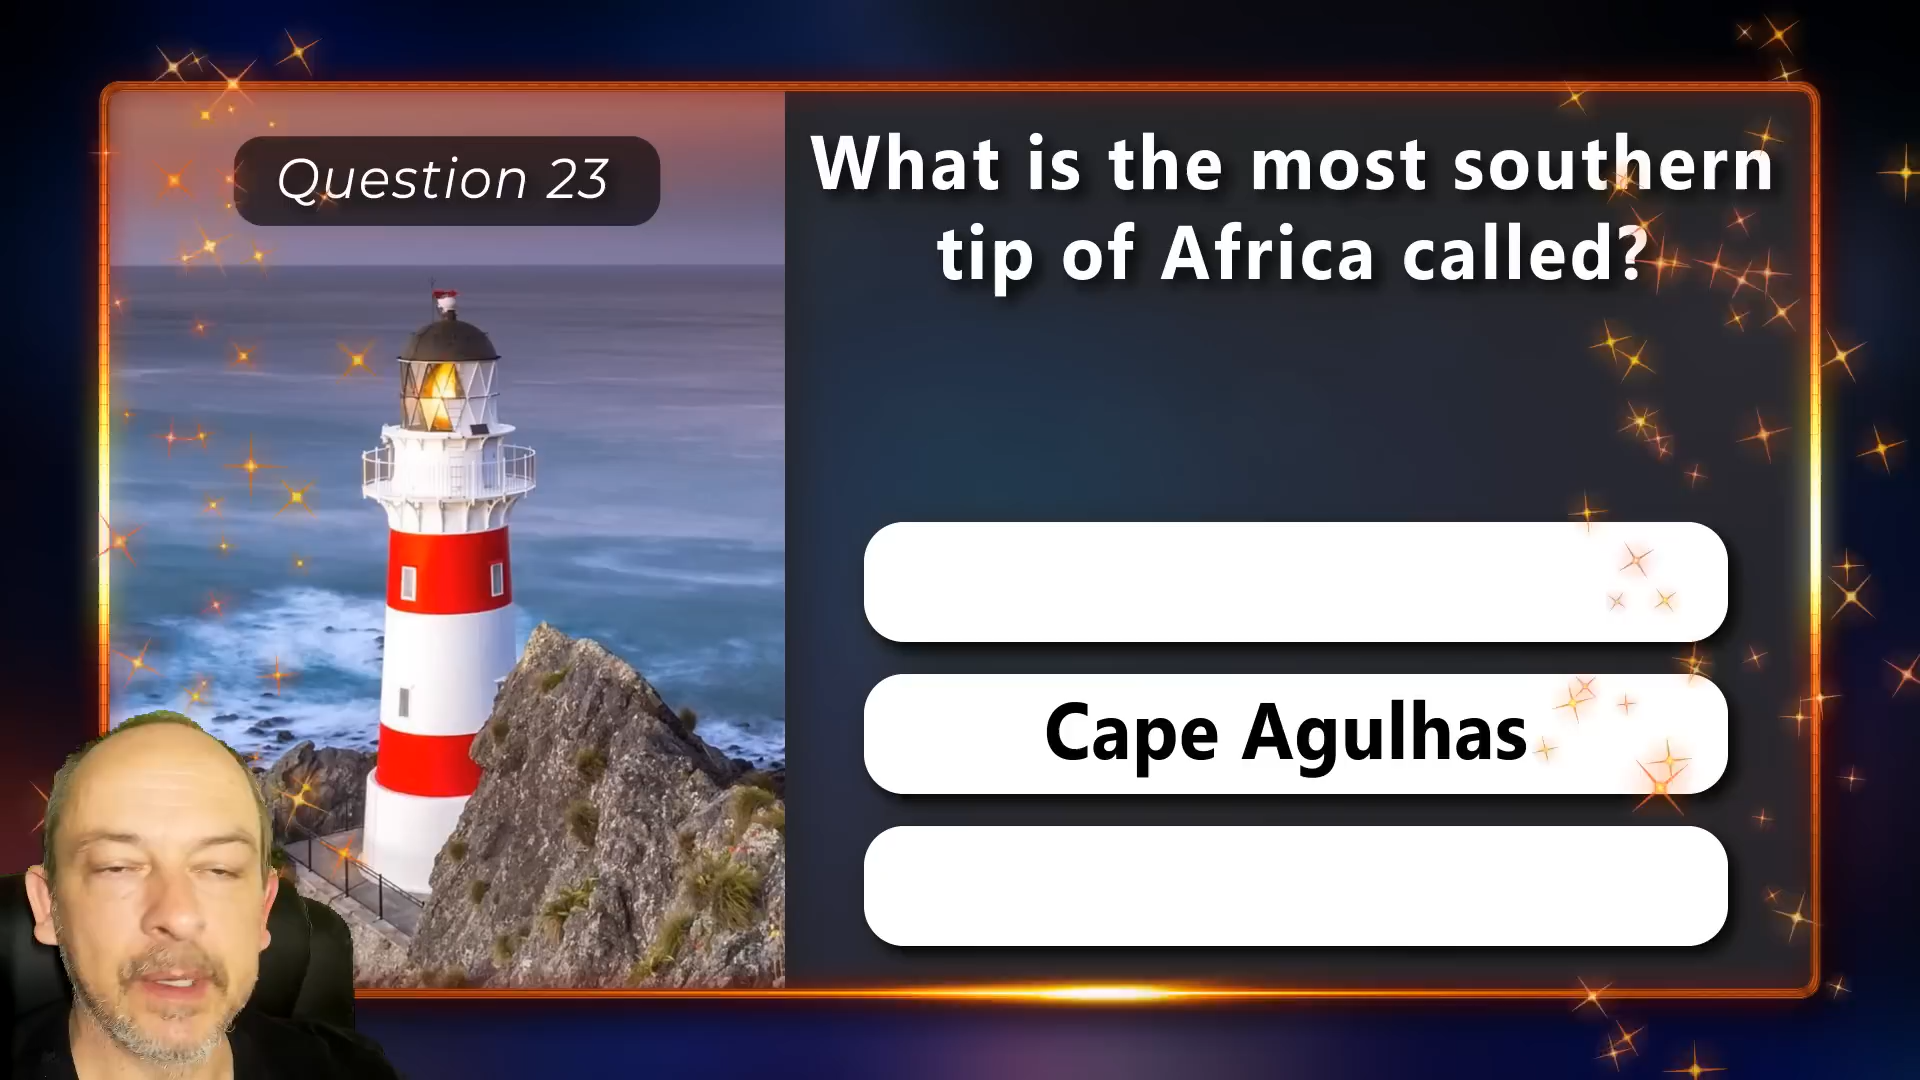 Question 23
What is the most southern
tip of Africa called?
Cape Agulhas